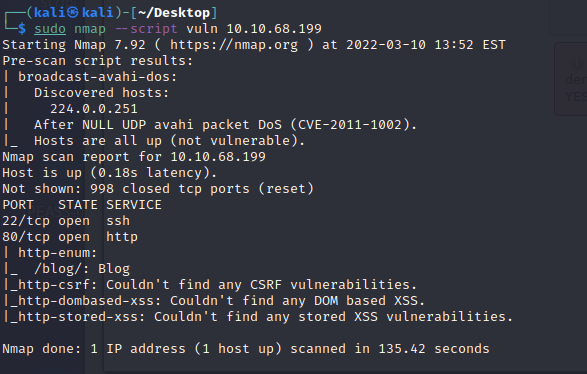 ┌──(kali㉿kali)-[~/Desktop]
└─$ sudo nmap --script vuln 10.10.68.199
Starting Nmap 7.92 ( https://nmap.org ) at 2022-03-10 13:52 EST
Pre-scan script results:
| broadcast-avahi-dos:
|   Discovered hosts:
|     224.0.0.251
|   After NULL UDP avahi packet DoS (CVE-2011-1002).
|_  Hosts are all up (not vulnerable).
Nmap scan report for 10.10.68.199
Host is up (0.18s latency).
Not shown: 998 closed tcp ports (reset)
PORT   STATE SERVICE
22/tcp open  ssh
80/tcp open  http
| http-enum:
|_  /blog/: Blog
|_http-csrf: Couldn't find any CSRF vulnerabilities.
|_http-dombased-xss: Couldn't find any DOM based XSS.
|_http-stored-xss: Couldn't find any stored XSS vulnerabilities.

Nmap done: 1 IP address (1 host up) scanned in 135.42 seconds